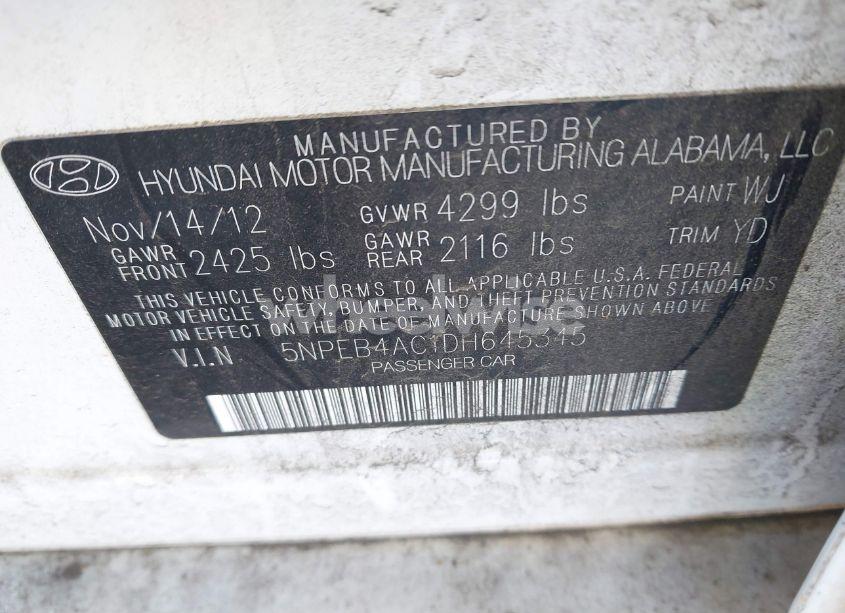 MANUFACTURED BY
HYUNDAI MOTOR MANUFACTURING ALABAMA, LLC
Nov/14/12 GVWR 4299 lbs PAINT WJ
GAWR FRONT 2425 lbs GAWR REAR 2116 lbs TRIM YD
THIS VEHICLE CONFORMS TO ALL APPLICABLE U.S.A. FEDERAL
MOTOR VEHICLE SAFETY, BUMPER, AND THEFT PREVENTION STANDARDS
IN EFFECT ON THE DATE OF MANUFACTURE SHOWN ABOVE
V.I.N 5NPEB4AC1DH645345
PASSENGER CAR
wheelwise